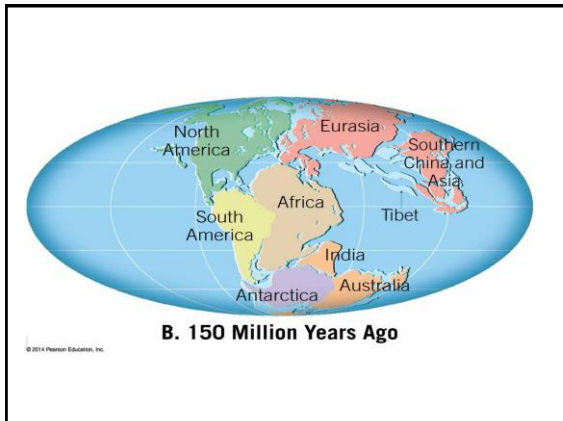 North
America
Eurasia
Southern
China and
Asia
Africa
South
America
Tibet
India
Antarctica
Australia
B. 150 Million Years Ago
© 2014 Pearson Education, Inc.